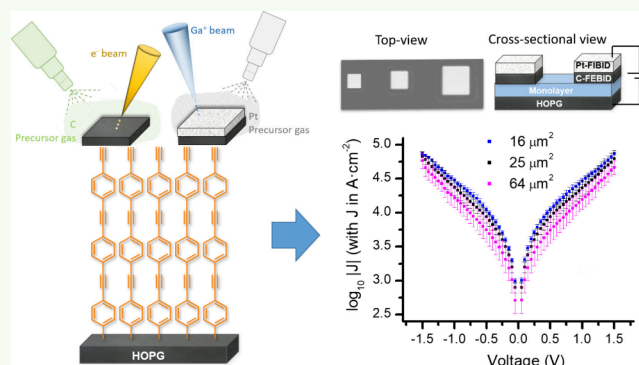 e⁻ beam
Ga⁺ beam
C
Precursor gas
Pt
Precursor gas
HOPG
Top-view
Cross-sectional view
Pt-FIBID
C-FEBID
Monolayer
HOPG
16 μm²
25 μm²
64 μm²
log₁₀ |J| (with J in A·cm⁻²)
5.0
4.5
4.0
3.5
3.0
2.5
-1.5 -1.0 -0.5 0.0 0.5 1.0 1.5
Voltage (V)